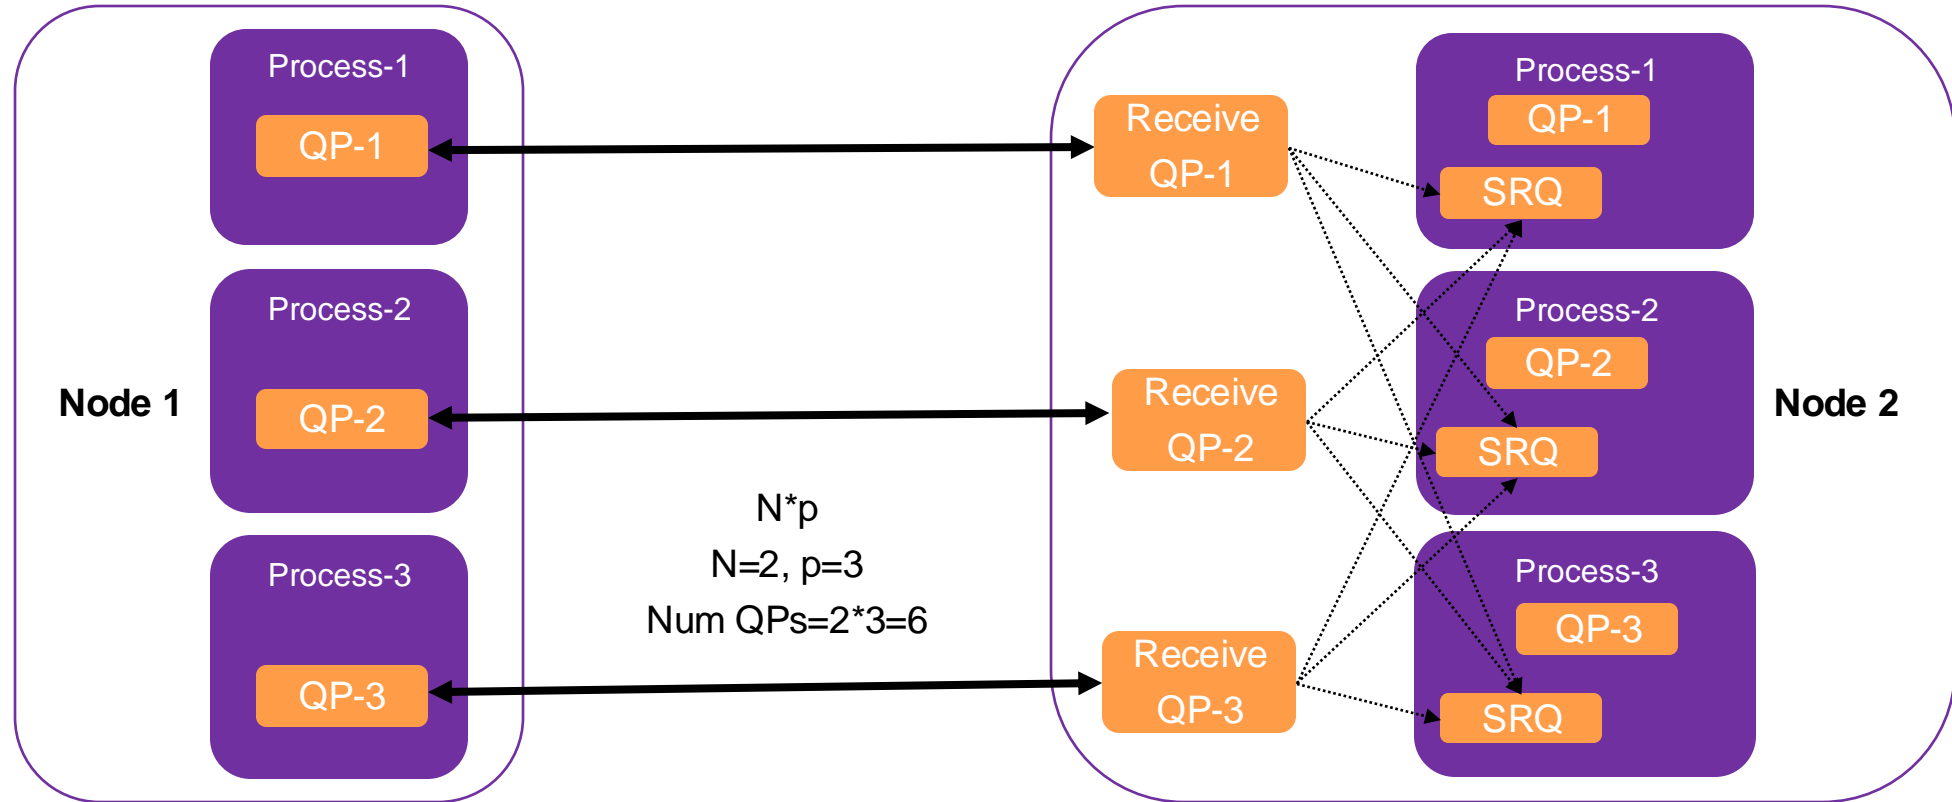 Node 1
Process-1
QP-1
Process-2
QP-2
Process-3
QP-3
N*p
N=2, p=3
Num QPs=2*3=6
Receive
QP-1
Receive
QP-2
Receive
QP-3
Process-1
QP-1
SRQ
Process-2
QP-2
SRQ
Process-3
QP-3
SRQ
Node 2